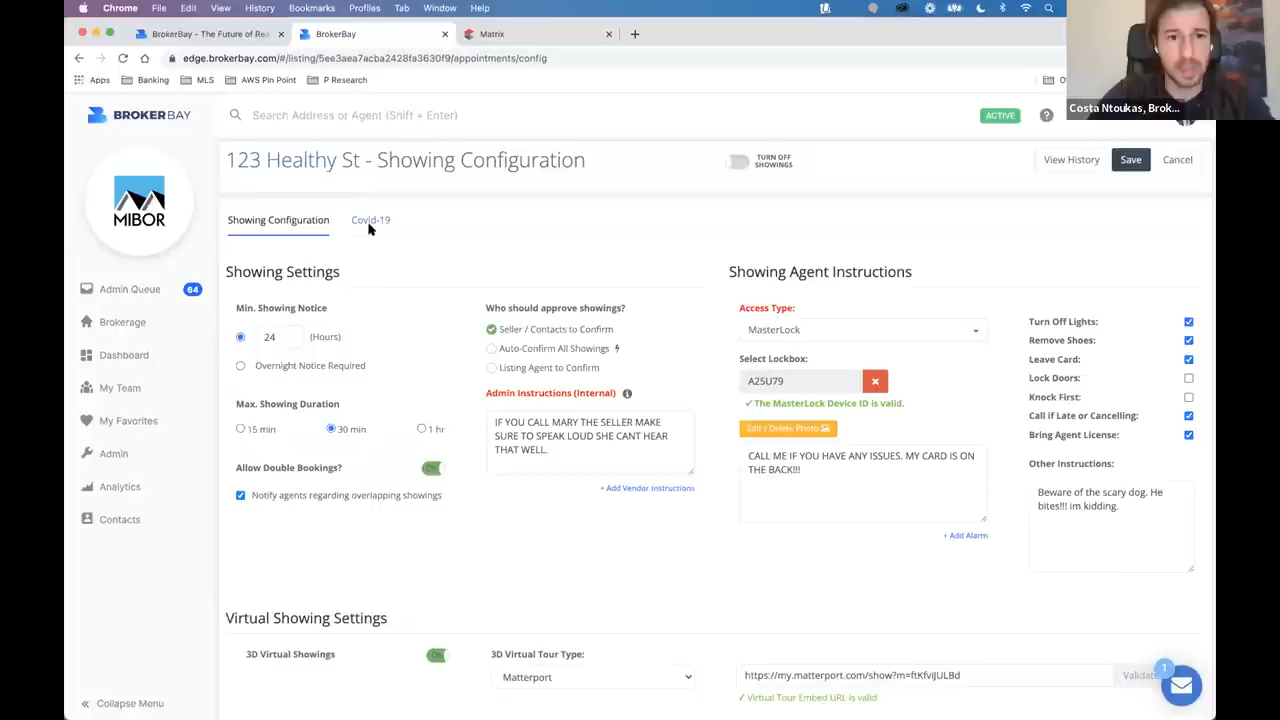 Chrome File Edit View History Bookmarks Profiles Tab Window Help
BrokerBay - The Future of Rea
BrokerBay
Matrix
edge.brokerbay.com/#/listing/5ee3aea7acba2428fa3630f9/appointments/config
Apps Banking MLS AWS Pin Point P Research
Costa Ntoukas, Brok...
BROKERBAY
Search Address or Agent (Shift + Enter)
ACTIVE
MIBOR
Admin Queue 64
Brokerage
Dashboard
My Team
My Favorites
Admin
Analytics
Contacts
Collapse Menu
123 Healthy St - Showing Configuration
TURN OFF
SHOWINGS
View History Save Cancel
Showing Configuration Covid-19
Showing Settings
Min. Showing Notice
24 (Hours)
Overnight Notice Required
Max. Showing Duration
15 min 30 min 1 hr
Allow Double Bookings?
Notify agents regarding overlapping showings
Who should approve showings?
Seller / Contacts to Confirm
Auto-Confirm All Showings
Listing Agent to Confirm
Admin Instructions (Internal)
IF YOU CALL MARY THE SELLER MAKE
SURE TO SPEAK LOUD SHE CANT HEAR
THAT WELL.
+ Add Vendor Instructions
Showing Agent Instructions
Access Type:
MasterLock
Select Lockbox:
A25U79
✓ The MasterLock Device ID is valid.
Edit / Delete Photo
CALL ME IF YOU HAVE ANY ISSUES. MY CARD IS ON
THE BACK!!!
+ Add Alarm
Turn Off Lights:
Remove Shoes:
Leave Card:
Lock Doors:
Knock First:
Call if Late or Cancelling:
Bring Agent License:
Other Instructions:
Beware of the scary dog. He
bites!!! im kidding.
Virtual Showing Settings
3D Virtual Showings
3D Virtual Tour Type:
Matterport
https://my.matterport.com/show?m=ftKfviJULBd
Validate
✓ Virtual Tour Embed URL is valid
1